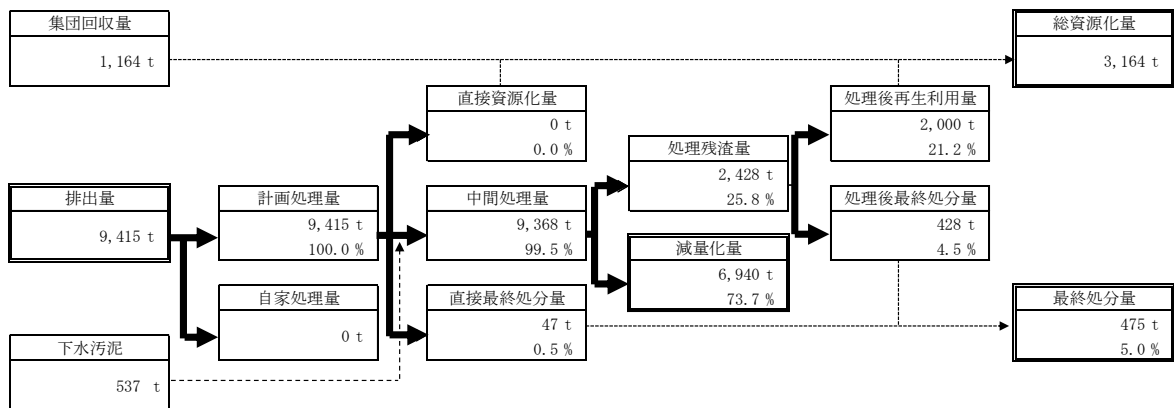 集団回収量
1,164 t
総資源化量
3,164 t
直接資源化量
0 t
0.0 %
処理後再生利用量
2,000 t
21.2 %
処理残渣量
2,428 t
25.8 %
排出量
9,415 t
計画処理量
9,415 t
100.0 %
中間処理量
9,368 t
99.5 %
処理後最終処分量
428 t
4.5 %
減量化量
6,940 t
73.7 %
自家処理量
0 t
直接最終処分量
47 t
0.5 %
最終処分量
475 t
5.0 %
下水汚泥
537 t